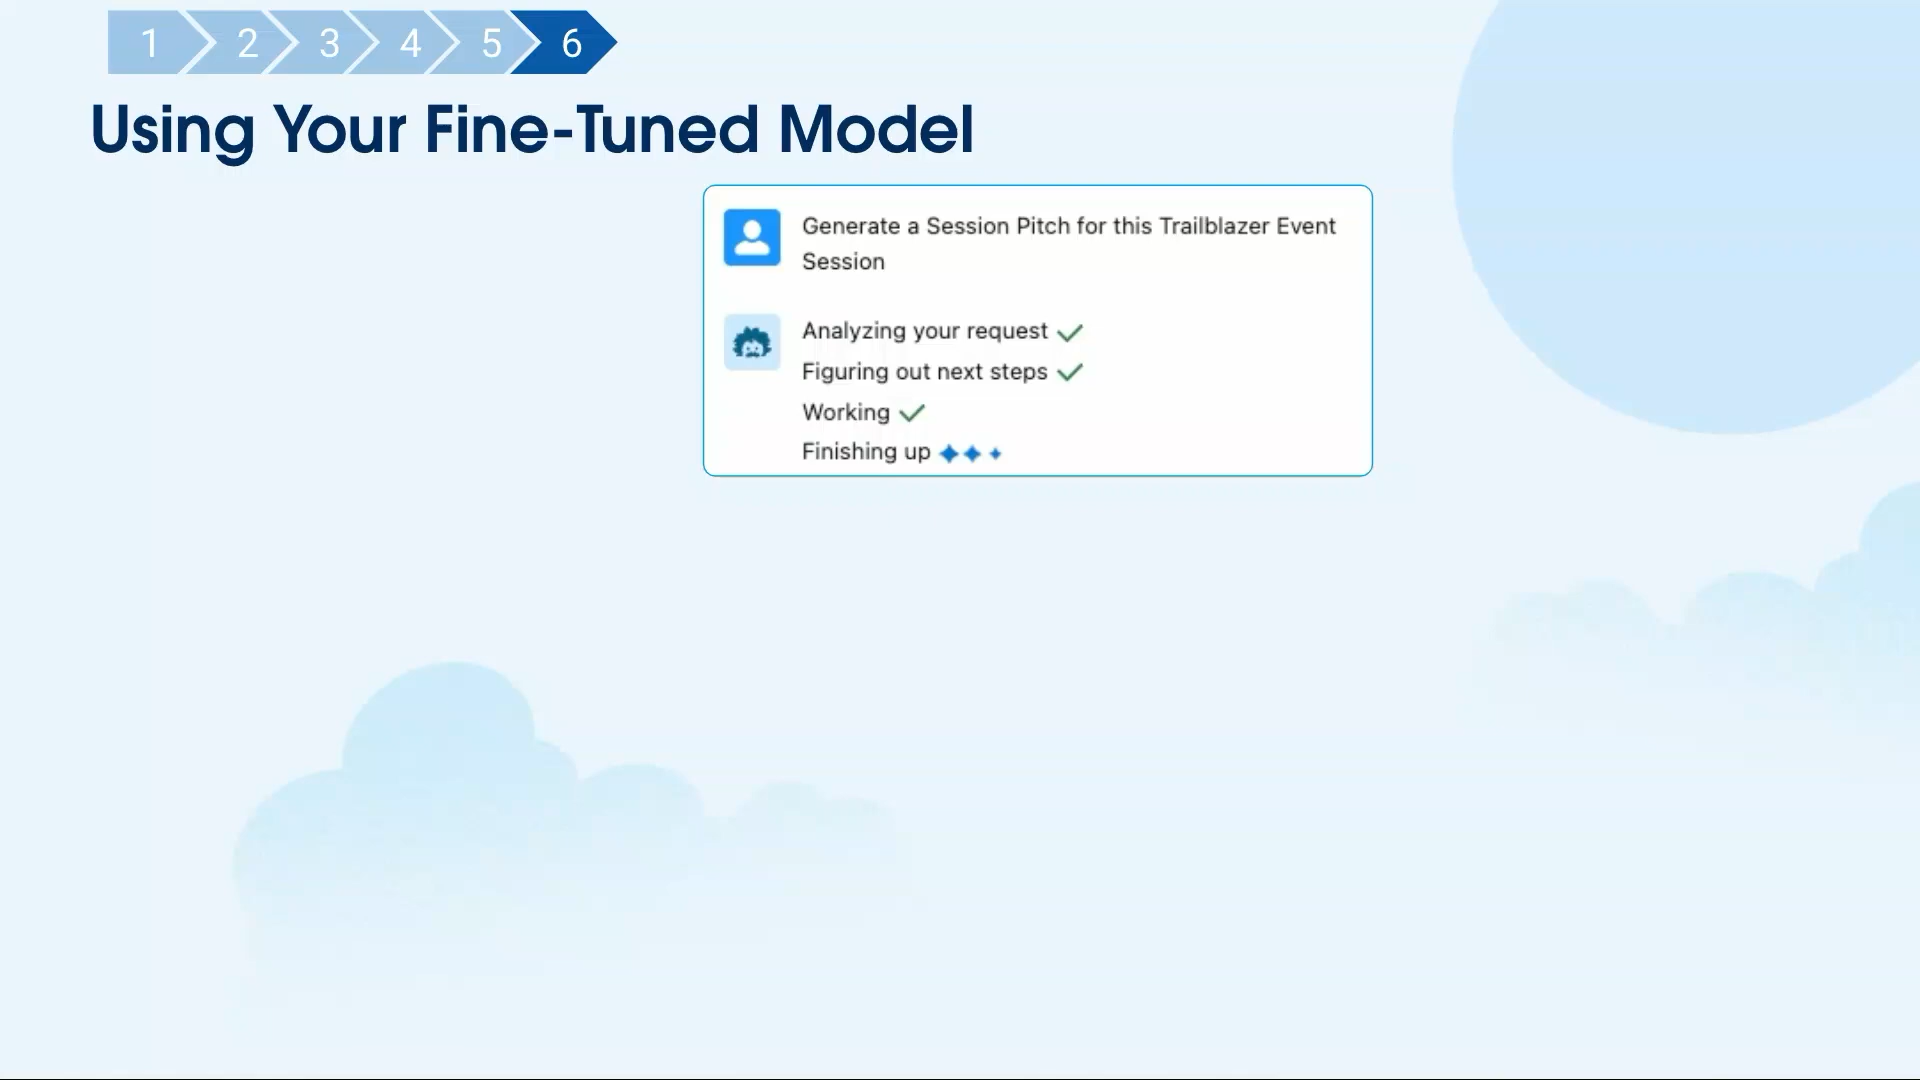 1 2 3 4 5 6
Using Your Fine-Tuned Model
Generate a Session Pitch for this Trailblazer Event
Session
Analyzing your request
Figuring out next steps
Working
Finishing up